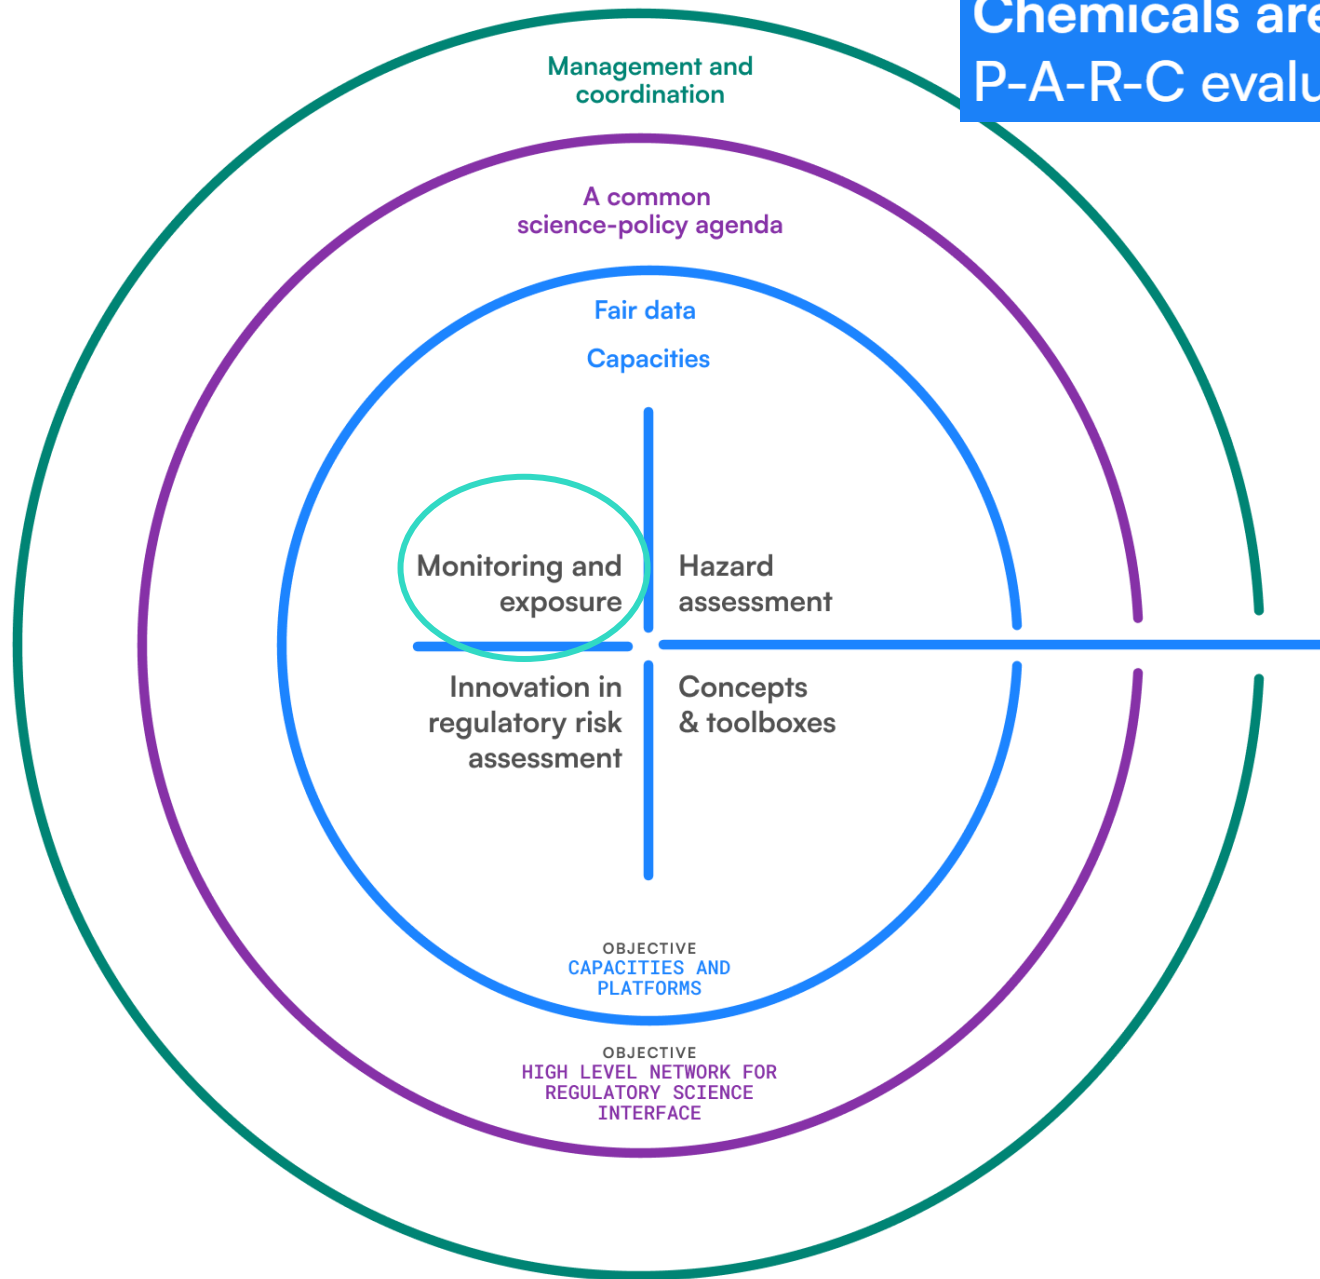 Chemicals are
P-A-R-C evalu
Management and
coordination
A common
science-policy agenda
Fair data
Capacities
Monitoring and
exposure
Hazard
assessment
Innovation in
regulatory risk
assessment
Concepts
& toolboxes
OBJECTIVE
CAPACITIES AND
PLATFORMS
OBJECTIVE
HIGH LEVEL NETWORK FOR
REGULATORY SCIENCE
INTERFACE